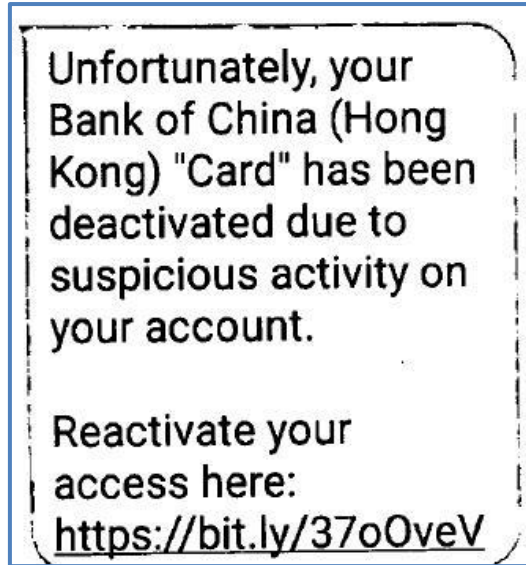 Unfortunately, your
Bank of China (Hong
Kong) "Card" has been
deactivated due to
suspicious activity on
your account.
Reactivate your
access here:
https://bit.ly/37oOveV